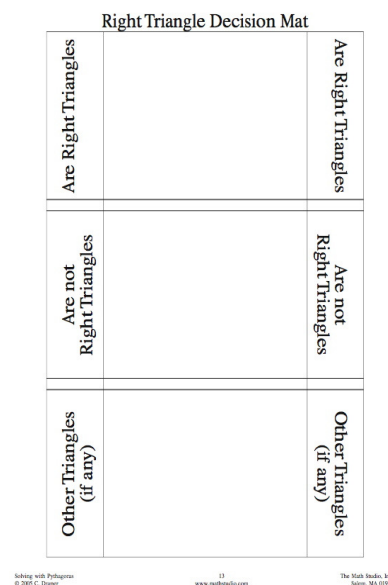 Right Triangle Decision Mat
Are Right Triangles
Are Right Triangles
Are not
Right Triangles
Are not
Right Triangles
Other Triangles
(if any)
Other Triangles
(if any)
Solving with Pythagoras
13
The Math Studio, I
© 2005 C.
www.mathstudio.com
Salem, MA 019